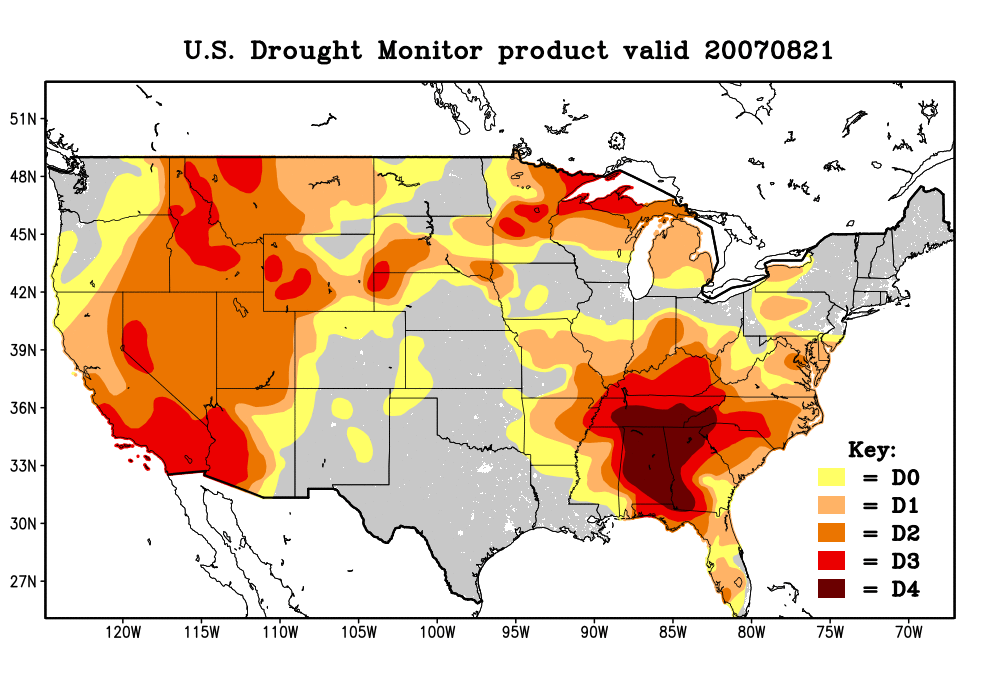 U.S. Drought Monitor product valid 20070821
51N
48N
45N
42N
39N
36N
33N
30N
27N
Key:
= D0
= D1
= D2
= D3
= D4
120W 115W 110W 105W 100W 95W 90W 85W 80W 75W 70W